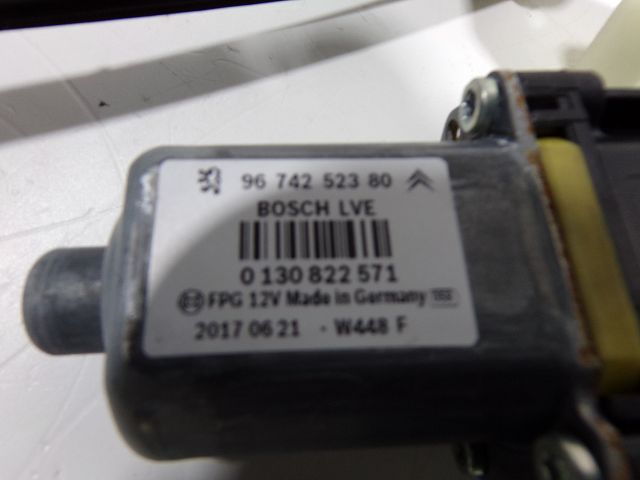 96 742 523 80
BOSCH LVE
0 130 822 571
FPG 12V Made in Germany
2017 06 21 - W448 F